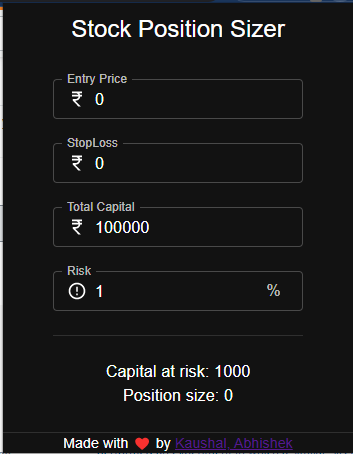 Stock Position Sizer
Entry Price
₹ 0
StopLoss
₹ 0
Total Capital
₹ 100000
Risk
1 %
Capital at risk: 1000
Position size: 0
Made with ❤ by Kaushal, Abhishek